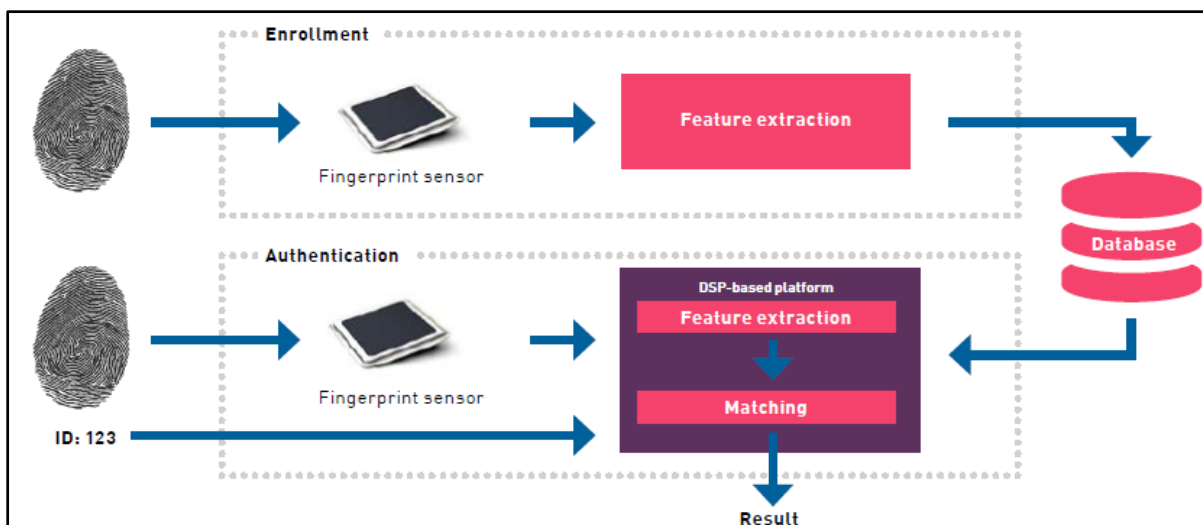 Enrollment
Feature extraction
Fingerprint sensor
Database
Authentication
DSP-based platform
Feature extraction
Fingerprint sensor
Matching
ID: 123
Result